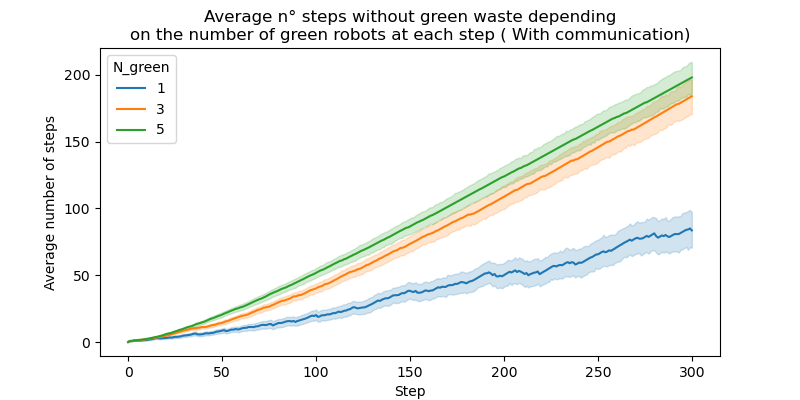 Average n° steps without green waste depending
on the number of green robots at each step ( With communication)
N_green
1
3
5
Average number of steps
200
150
100
50
0
0 50 100 150 200 250 300
Step